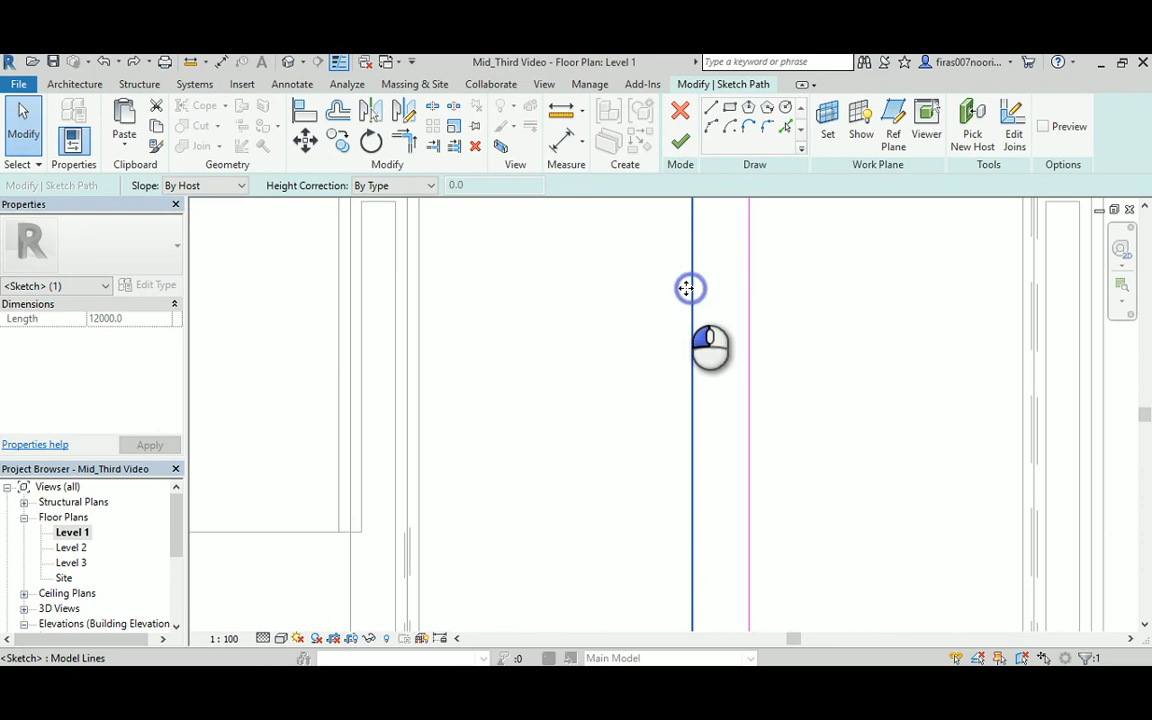 Mid_Third Video - Floor Plan: Level 1
Type a keyword or phrase
firas007noori...
File Architecture Structure Systems Insert Annotate Analyze Massing & Site Collaborate View Manage Add-Ins Modify | Sketch Path
Modify
Paste
Cope
Cut
Join
Set
Show
Ref
Plane
Viewer
Pick
New Host
Edit
Joins
Preview
Select Properties Clipboard Geometry Modify View Measure Create Mode Draw Work Plane Tools Options
Modify | Sketch Path
Slope: By Host
Height Correction: By Type
0.0
Properties
R
<Sketch> (1)
Edit Type
Dimensions
Length 12000.0
Properties help
Apply
Project Browser - Mid_Third Video
Views (all)
Structural Plans
Floor Plans
Level 1
Level 2
Level 3
Site
Ceiling Plans
3D Views
Elevations (Building Elevation
1 : 100
2D
<Sketch> : Model Lines
:0
Main Model
:1